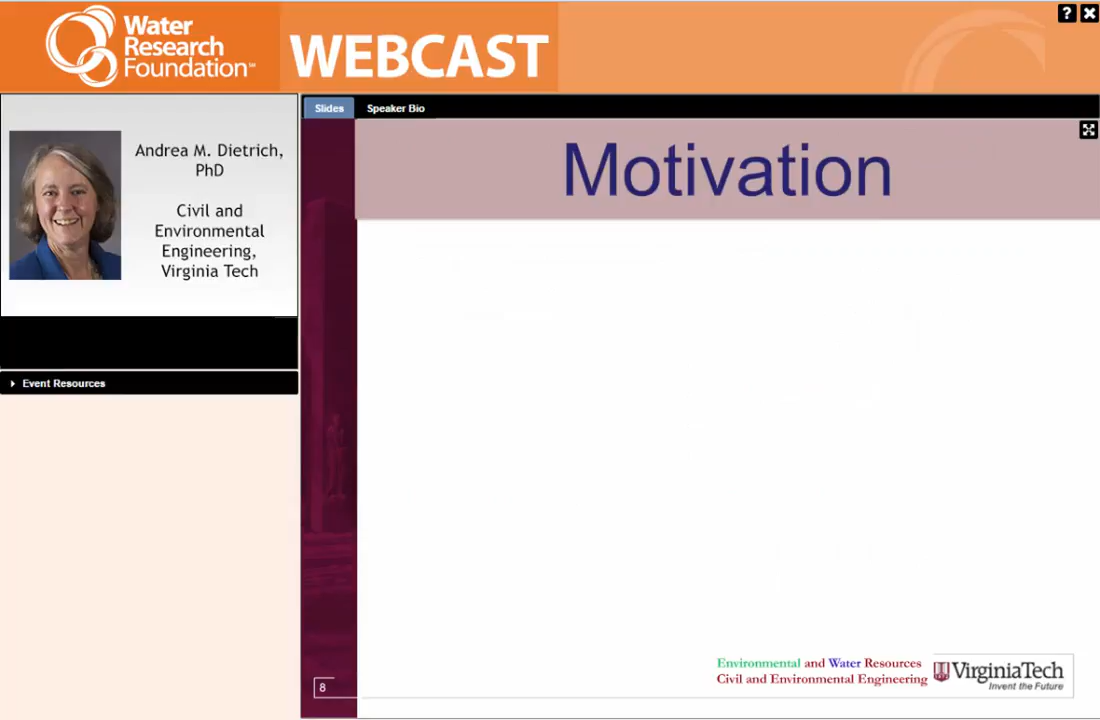 Water
Research
Foundation℠
WEBCAST
? 
Andrea M. Dietrich,
PhD
Civil and
Environmental
Engineering,
Virginia Tech
Event Resources
Slides
Speaker Bio
Motivation
Environmental and Water Resources
Civil and Environmental Engineering
VirginiaTech
Invent the Future
8